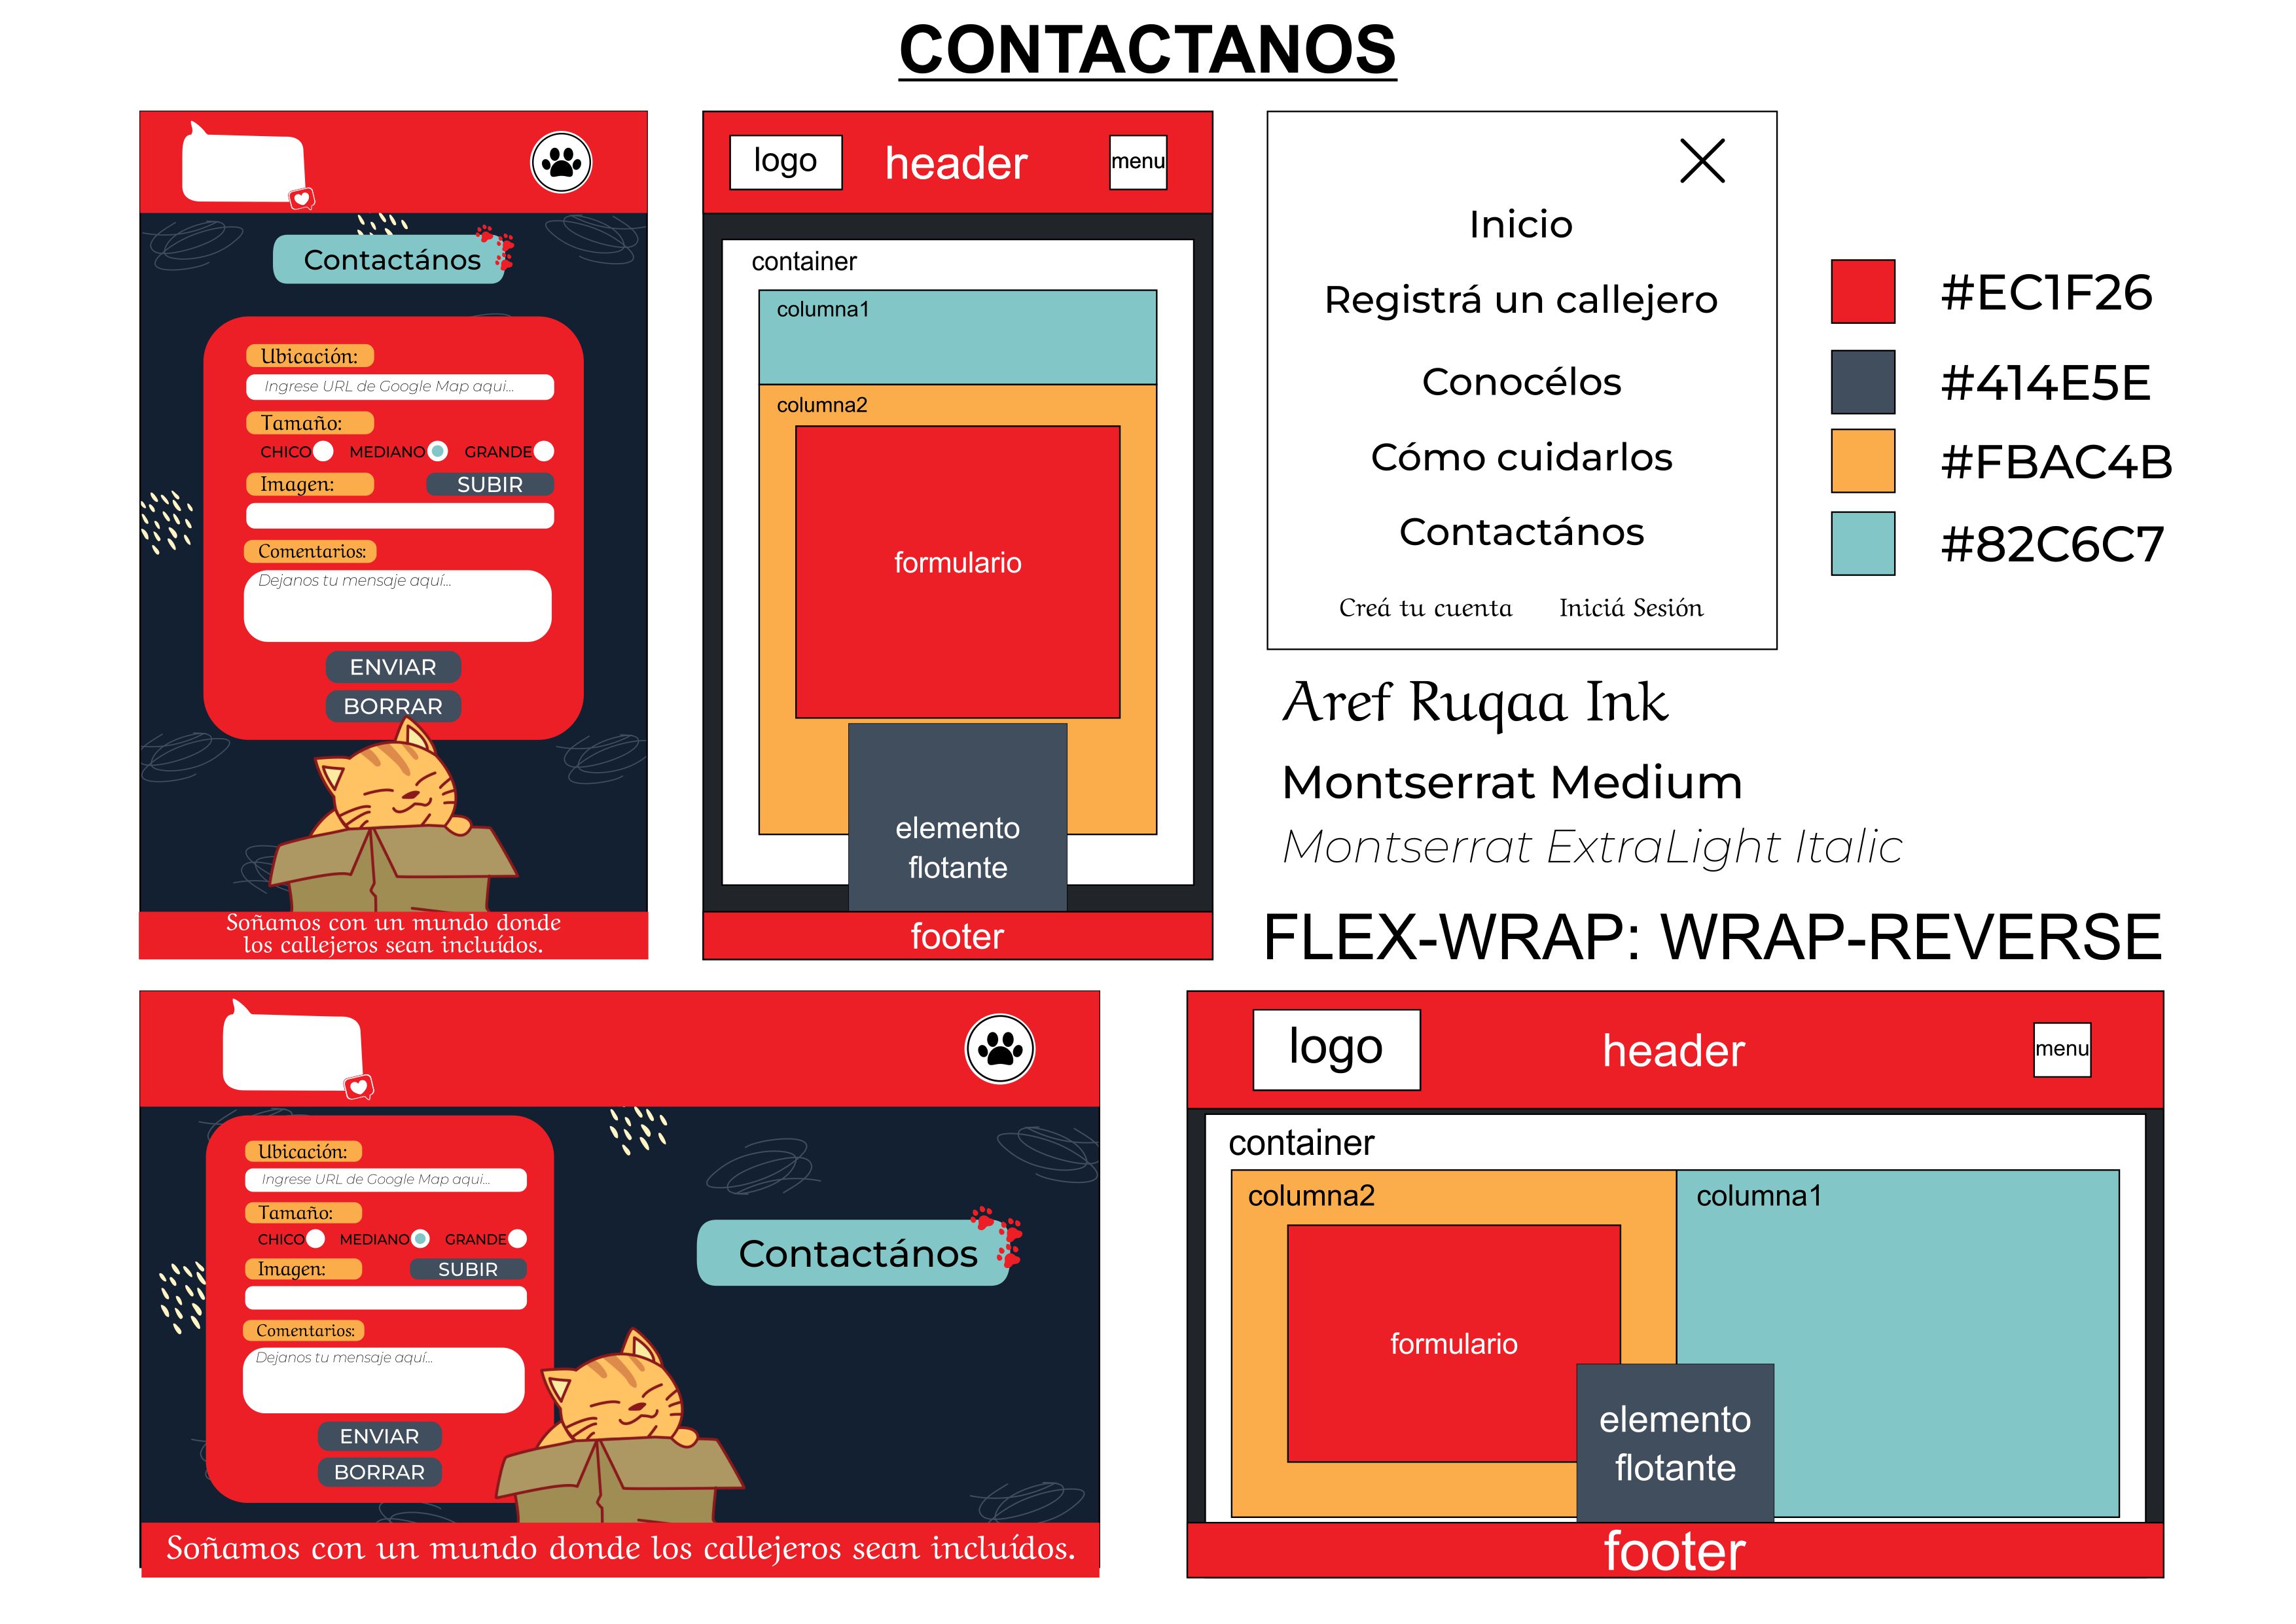 CONTACTANOS
Contactános
Ubicación:
Ingrese URL de Google Map aqui...
Tamaño:
CHICO MEDIANO GRANDE
Imagen: SUBIR
Comentarios:
Dejanos tu mensaje aquí...
ENVIAR
BORRAR
Soñamos con un mundo donde
los callejeros sean incluídos.
logo header menu
container
columna1
columna2
formulario
elemento
flotante
footer
Inicio
Registrá un callejero
Conocélos
Cómo cuidarlos
Contactános
Creá tu cuenta Iniciá Sesión
#EC1F26
#414E5E
#FBAC4B
#82C6C7
Aref Ruqaa Ink
Montserrat Medium
Montserrat ExtraLight Italic
FLEX-WRAP: WRAP-REVERSE
Ubicación:
Ingrese URL de Google Map aqui...
Tamaño:
CHICO MEDIANO GRANDE
Imagen: SUBIR
Comentarios:
Dejanos tu mensaje aquí...
ENVIAR
BORRAR
Contactános
Soñamos con un mundo donde los callejeros sean incluídos.
logo header menu
container
columna2 columna1
formulario
elemento
flotante
footer